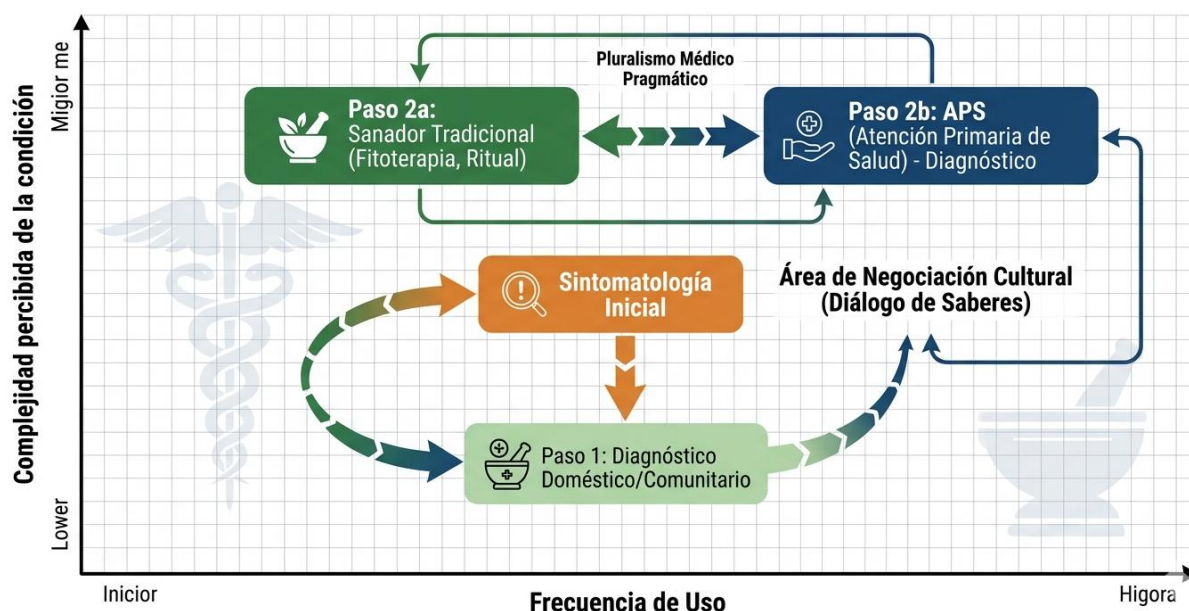 Complejidad percibida de la condición
Migior me
Lower
Pluralismo Médico
Pragmático
Paso 2a:
Sanador Tradicional
(Fitoterapia, Ritual)
Paso 2b: APS
(Atención Primaria de
Salud) - Diagnóstico
Sintomatología
Inicial
Área de Negociación Cultural
(Diálogo de Saberes)
Paso 1: Diagnóstico
Doméstico/Comunitario
Inicior
Frecuencia de Uso
Higora